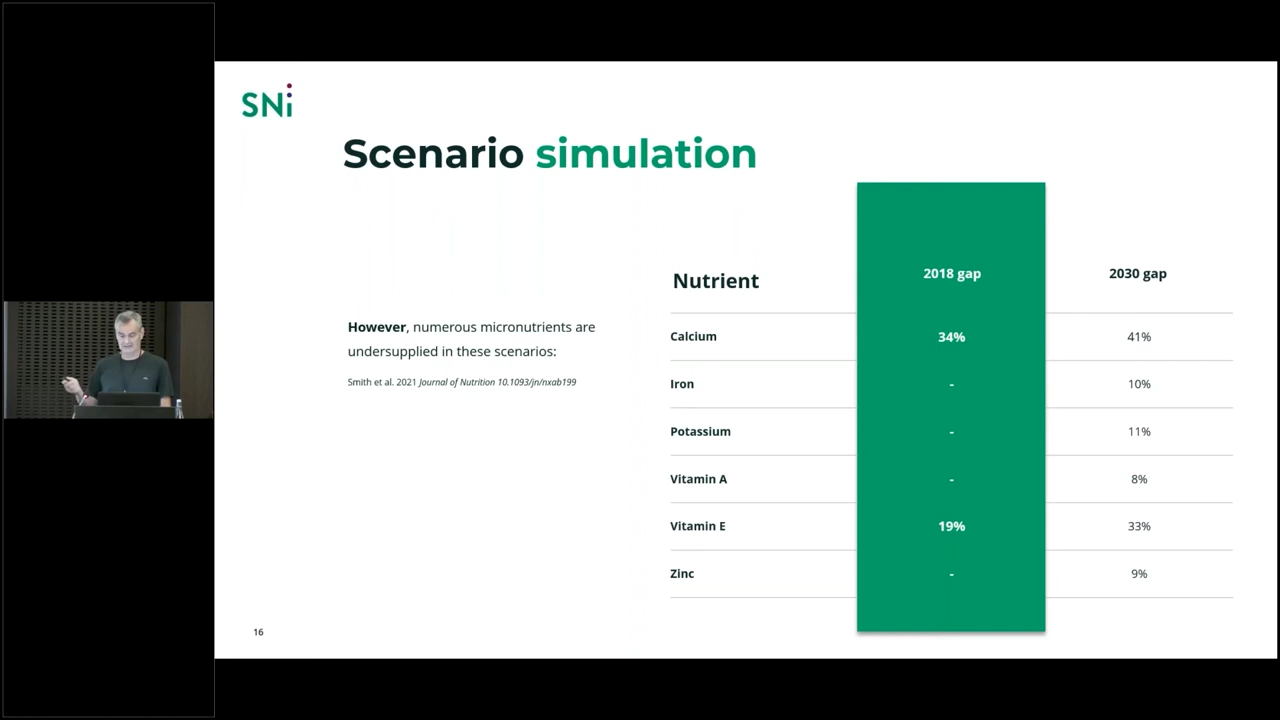 SNi
Scenario simulation
Nutrient 2018 gap 2030 gap
However, numerous micronutrients are
undersupplied in these scenarios:
Smith et al. 2021 Journal of Nutrition 10.1093/jn/nxab199
Calcium 34% 41%
Iron - 10%
Potassium - 11%
Vitamin A - 8%
Vitamin E 19% 33%
Zinc - 9%
16